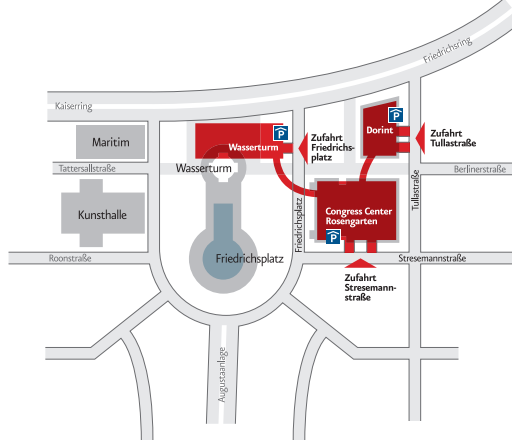 Friedrichsring
Kaiserring
P
Dorint
P
Wasserturm
Zufahrt
Friedrichs-
platz
Zufahrt
Tullastraße
Maritim
Tattersallstraße
Wasserturm
Berlinerstraße
Tullastraße
Friedrichsplatz
Kunsthalle
Congress Center
Rosengarten
P
Roonstraße
Friedrichsplatz
Stresemannstraße
Zufahrt
Stresemann-
straße
Augustaanlage